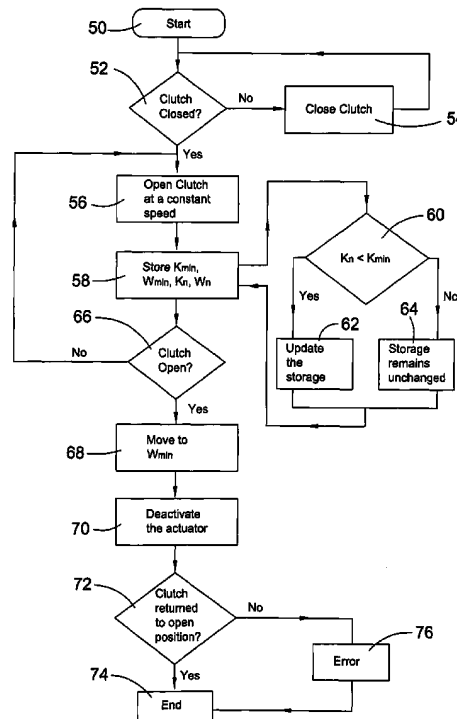 50
Start
52
Clutch
Closed?
No
Close Clutch
54
Yes
56
Open Clutch
at a constant
speed
58
Store Kmin,
Wmin, Kn, Wn
60
Kn < Kmin
Yes
No
62
Update
the
storage
64
Storage
remains
unchanged
66
Clutch
Open?
No
Yes
68
Move to
Wmin
70
Deactivate
the actuator
72
Clutch
returned
to open
position?
No
Yes
76
Error
74
End